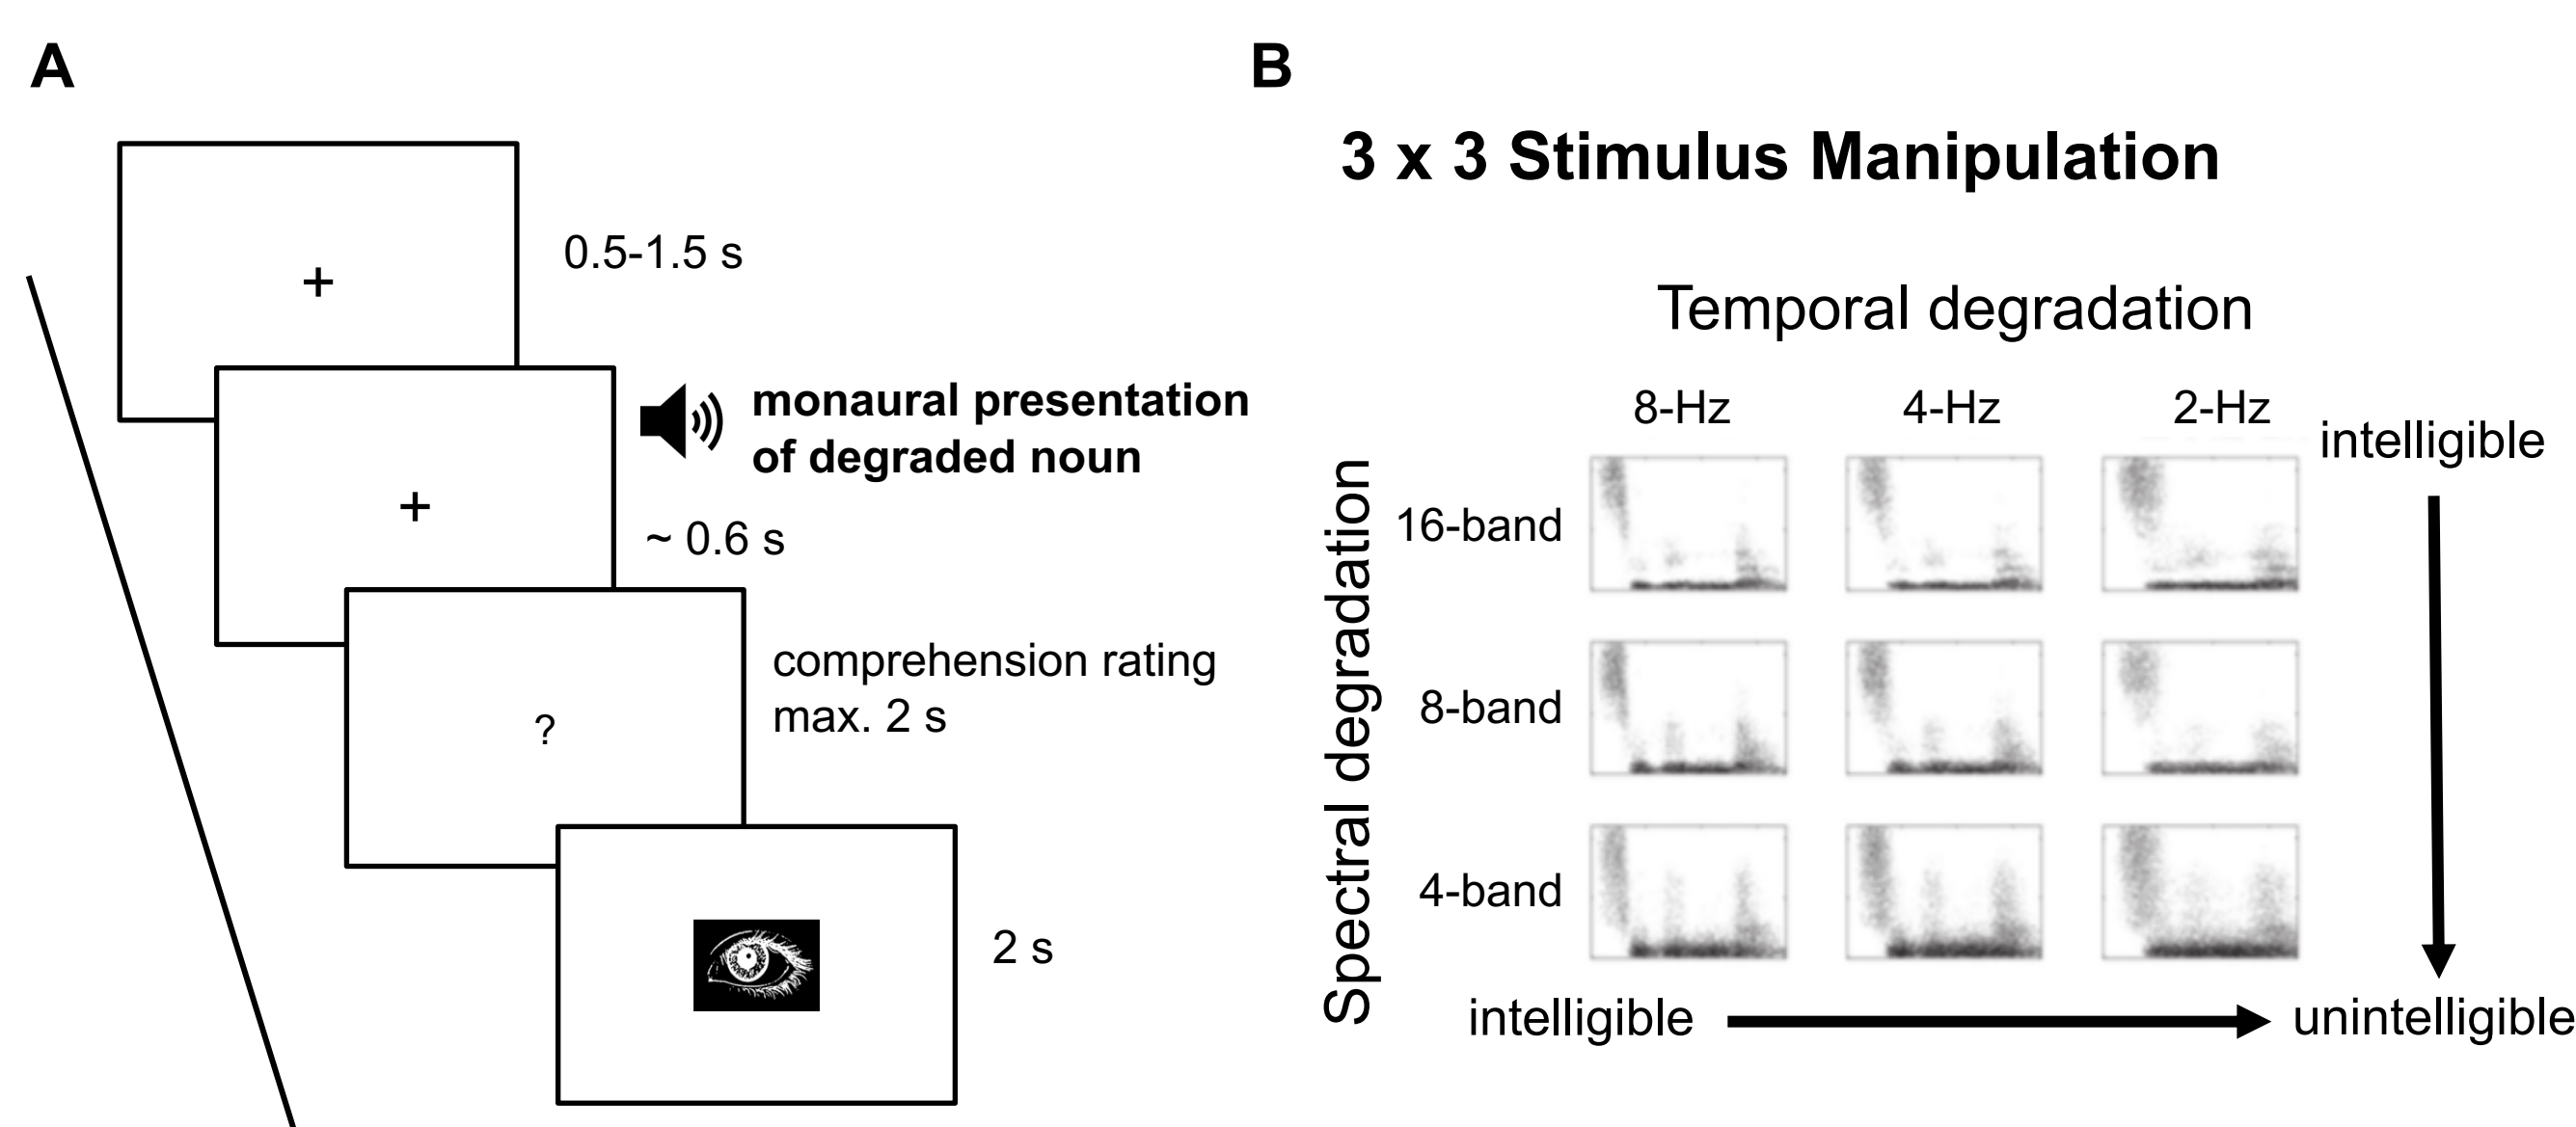 A
+
0.5-1.5 s
+
monaural presentation
of degraded noun
~ 0.6 s
?
comprehension rating
max. 2 s
2 s
B
3 x 3 Stimulus Manipulation
Temporal degradation
8-Hz 4-Hz 2-Hz
intelligible
Spectral degradation
16-band
8-band
4-band
intelligible
unintelligible